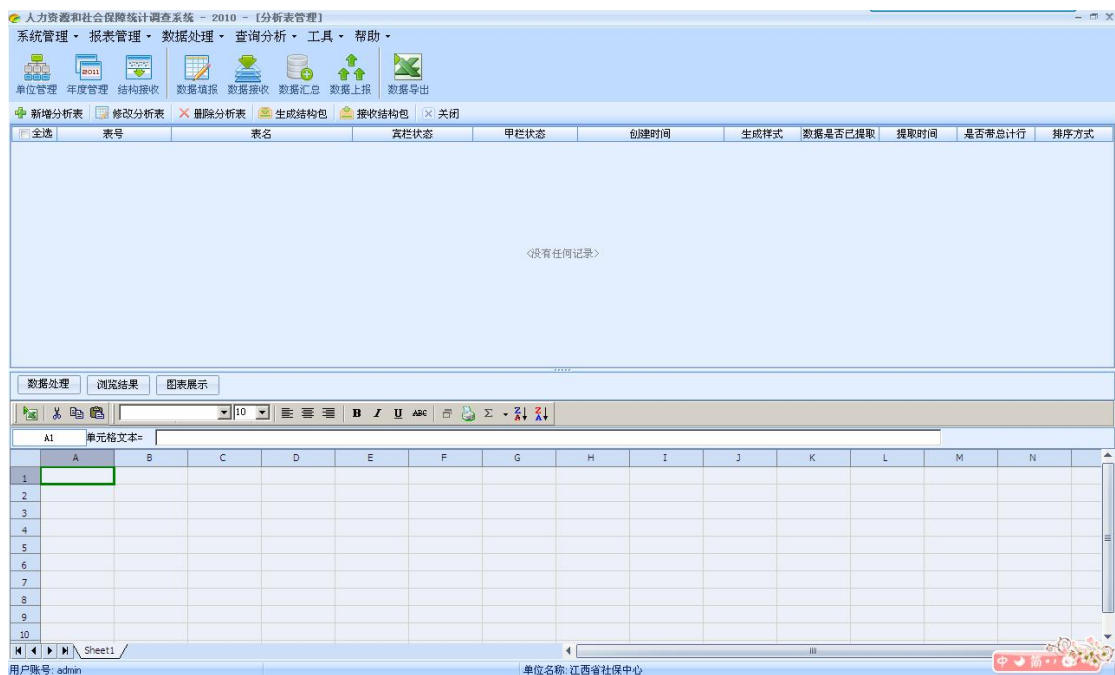 人力资源和社会保障统计调查系统 - 2010 - [分析表管理]
系统管理 报表管理 数据处理 查询分析 工具 帮助
2011
单位管理 年度管理 结构接收 数据填报 数据接收 数据汇总 数据上报 数据导出
新增分析表 修改分析表 删除分析表 生成结构包 接收结构包 关闭
全选 表号 表名 宾栏状态 甲栏状态 创建时间 生成样式 数据是否已提取 提取时间 是否带总计行 排序方式
<没有任何记录>
数据处理 浏览结果 图表展示
10 B I U ABC Σ
A1 单元格文本=
A B C D E F G H I J K L M N
1
2
3
4
5
6
7
8
9
10
Sheet1
用户账号: admin 单位名称: 江西省社保中心
中 简